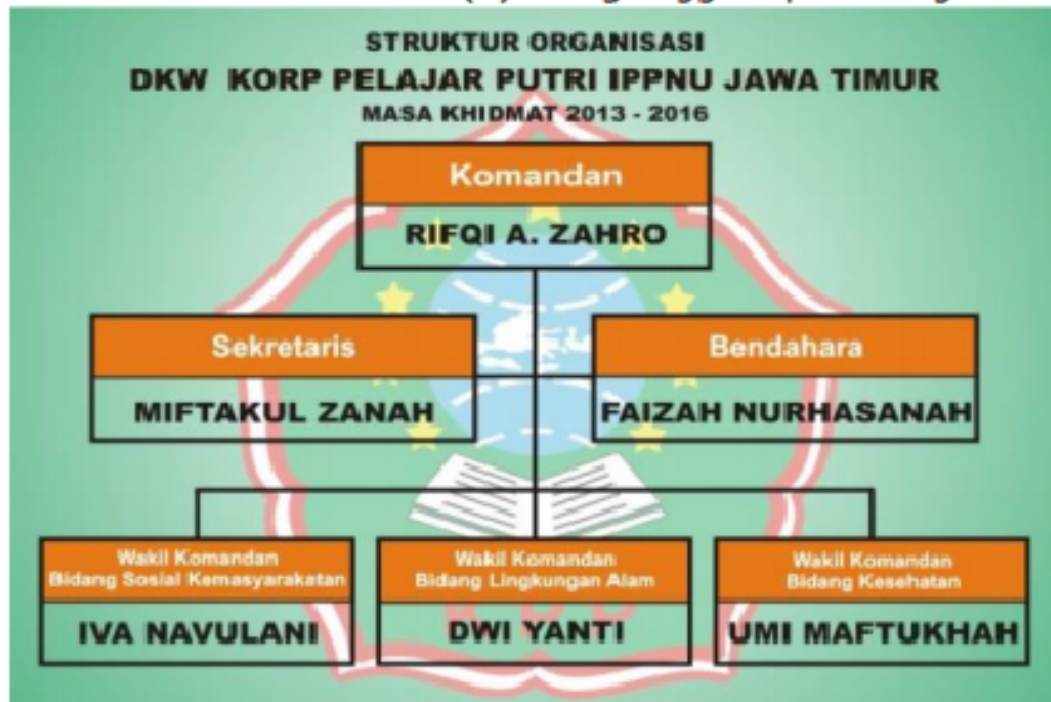 STRUKTUR ORGANISASI
DKW KORP PELAJAR PUTRI IPPNU JAWA TIMUR
MASA KHIDMAT 2013 - 2016
Komandan
RIFQI A. ZAHRO
Sekretaris
MIFTAKUL ZANAH
Bendahara
FAIZAH NURHASANAH
Wakil Komandan
Bidang Sosial Kemasyarakatan
IVA NAVULANI
Wakil Komandan
Bidang Lingkungan Alam
DWI YANTI
Wakil Komandan
Bidang Kesehatan
UMI MAFTUKHAH
KPP